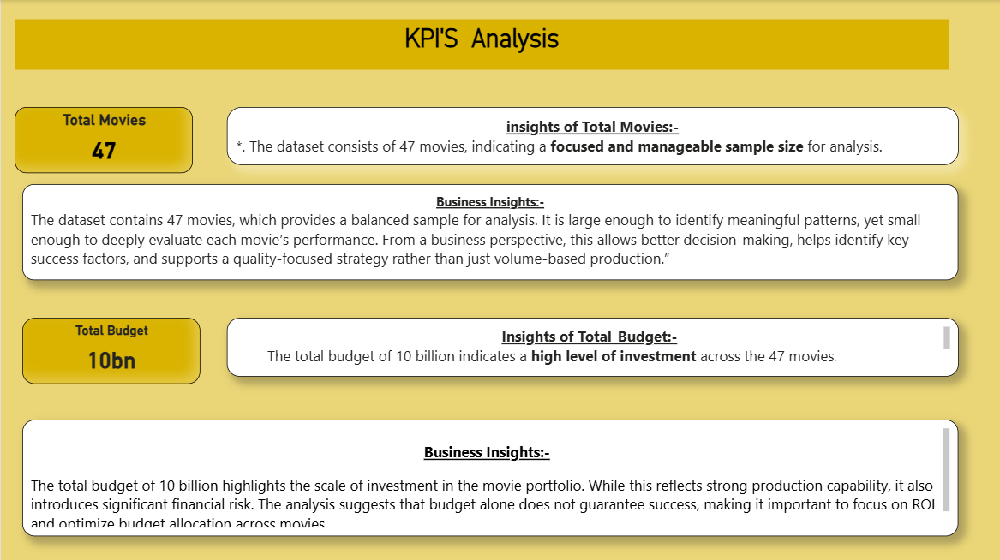 KPI'S Analysis
Total Movies
47
insights of Total Movies:-
*. The dataset consists of 47 movies, indicating a focused and manageable sample size for analysis.
Business Insights:-
The dataset contains 47 movies, which provides a balanced sample for analysis. It is large enough to identify meaningful patterns, yet small
enough to deeply evaluate each movie’s performance. From a business perspective, this allows better decision-making, helps identify key
success factors, and supports a quality-focused strategy rather than just volume-based production.”
Total Budget
10bn
Insights of Total_Budget:-
The total budget of 10 billion indicates a high level of investment across the 47 movies.
Business Insights:-
The total budget of 10 billion highlights the scale of investment in the movie portfolio. While this reflects strong production capability, it also
introduces significant financial risk. The analysis suggests that budget alone does not guarantee success, making it important to focus on ROI
and optimize budget allocation across movies.